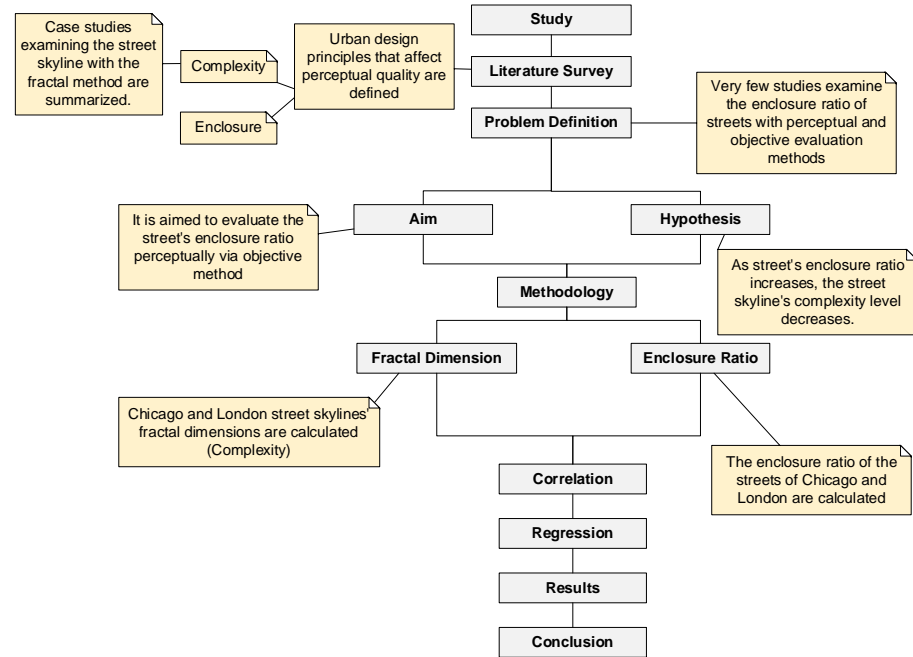 Study
Case studies
examining the street
skyline with the
fractal method are
summarized.
Complexity
Enclosure
Urban design
principles that affect
perceptual quality are
defined
Literature Survey
Problem Definition
Very few studies examine
the enclosure ratio of
streets with perceptual and
objective evaluation
methods
It is aimed to evaluate the
street's enclosure ratio
perceptually via objective
method
Aim
Hypothesis
As street's enclosure ratio
increases, the street
skyline's complexity level
decreases.
Methodology
Fractal Dimension
Enclosure Ratio
Chicago and London street skylines'
fractal dimensions are calculated
(Complexity)
The enclosure ratio of the
streets of Chicago and
London are calculated
Correlation
Regression
Results
Conclusion